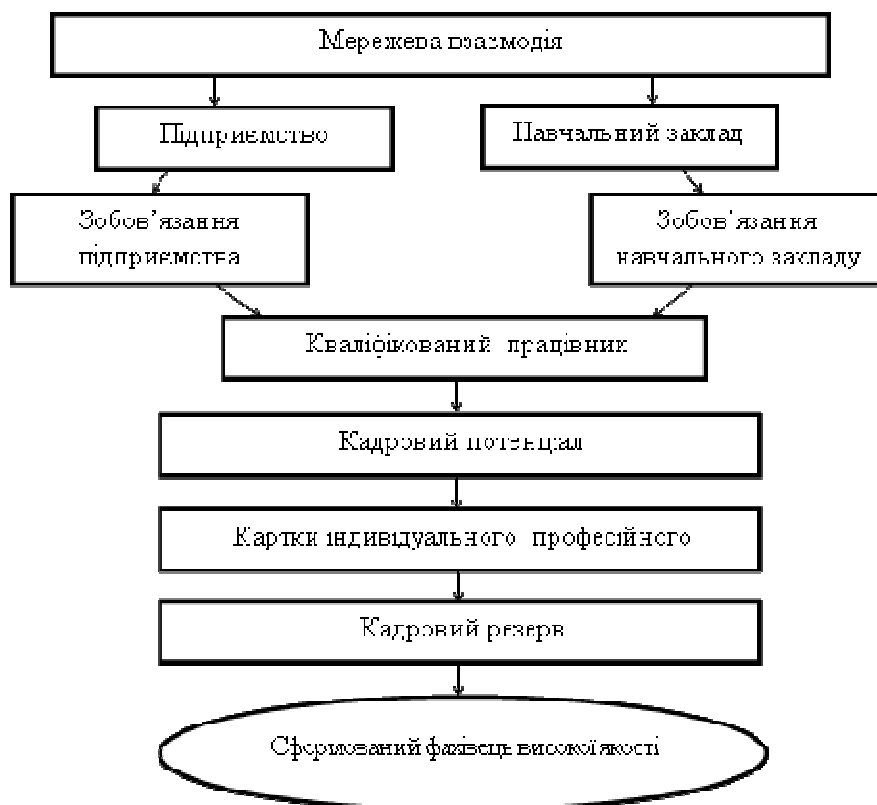 Мережева взаємодія
Підприємство
Навчальний заклад
Зобов’язання
підприємства
Зобов’язання
навчального закладу
Кваліфікований працівник
Кадровий потенціал
Картки індивідуального професійного
Кадровий резерв
Сформований фахівець високої якості